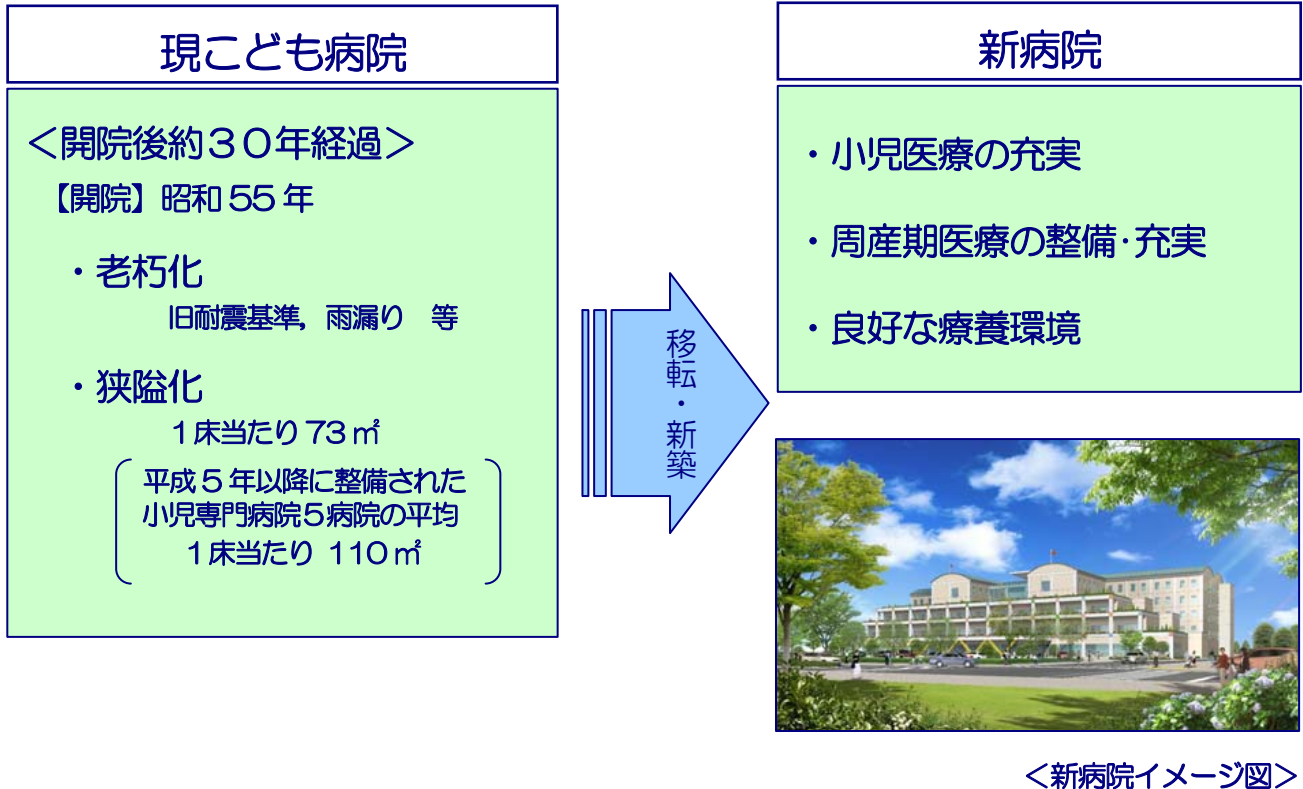 現こども病院
＜開院後約３０年経過＞
【開院】昭和55年
・老朽化
旧耐震基準，雨漏り　等
・狭隘化
１床当たり73㎡
平成５年以降に整備された
小児専門病院５病院の平均
１床当たり 110㎡
移転・新築
新病院
・小児医療の充実
・周産期医療の整備・充実
・良好な療養環境
＜新病院イメージ図＞